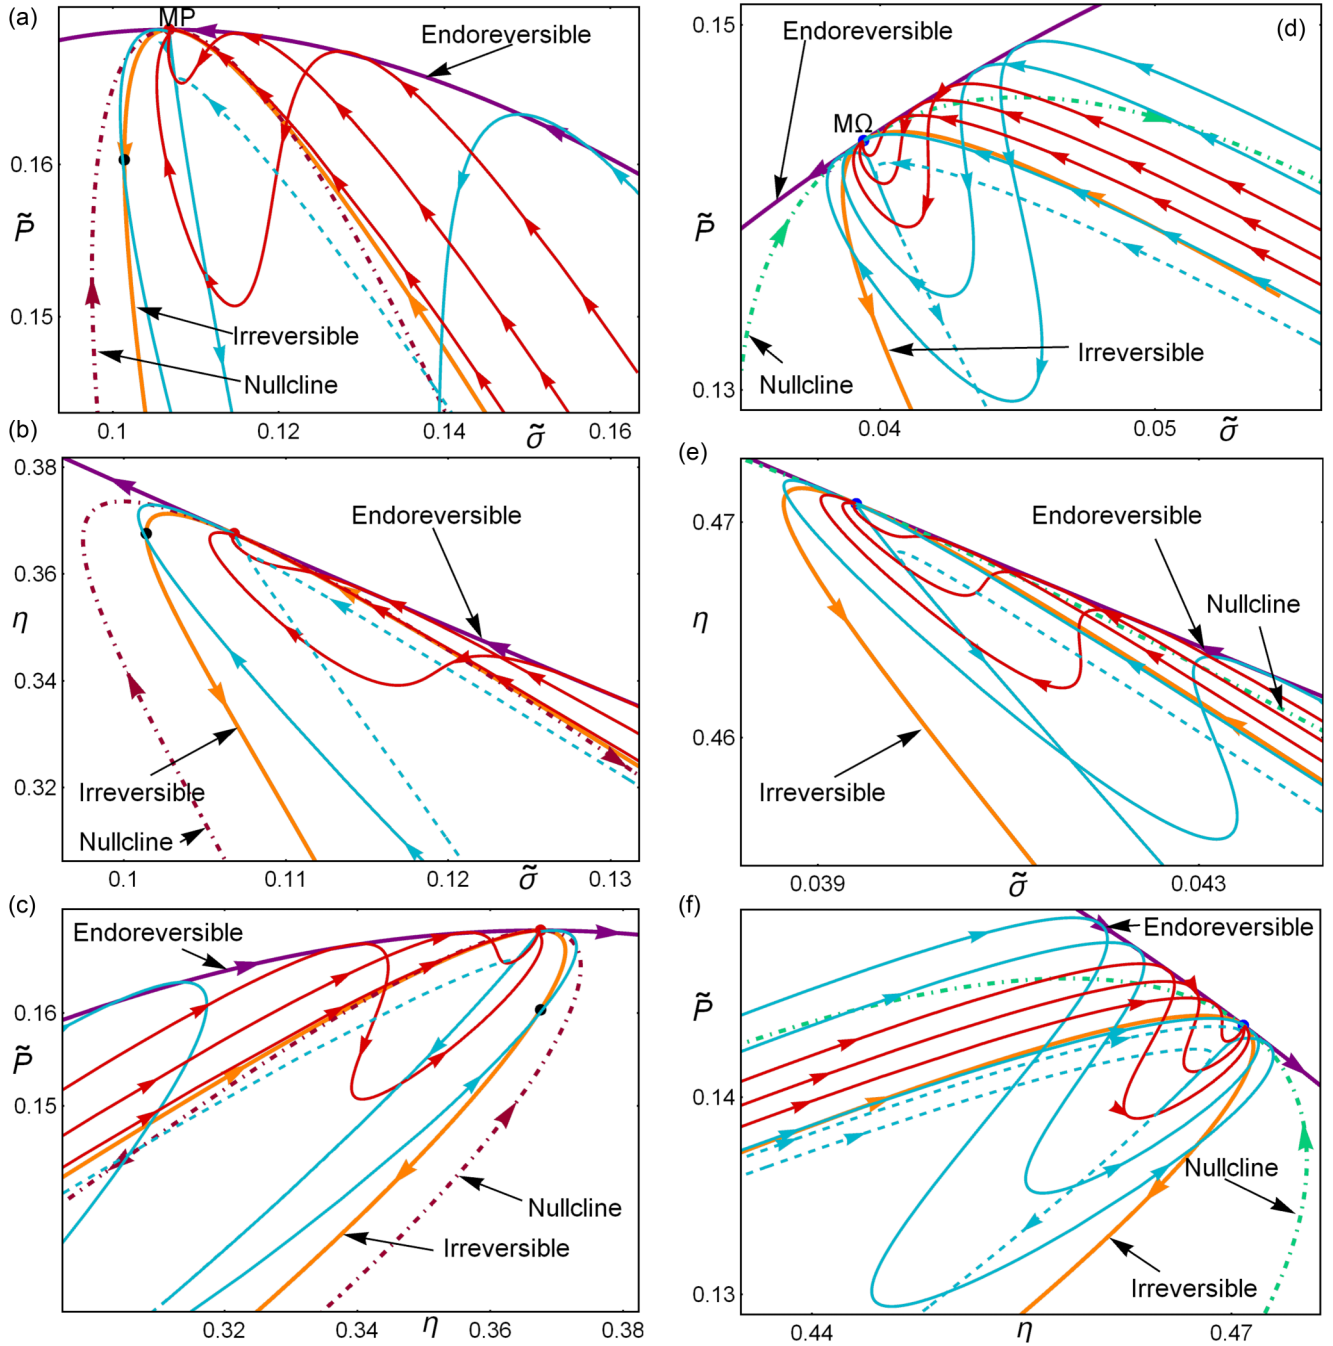 (a)
MP
Endoreversible
0.16
P̃
0.15
Irreversible
Nullcline
0.1
0.12
0.14
σ̃
0.16
(b)
0.38
0.36
η
0.34
0.32
Endoreversible
Irreversible
Nullcline
0.1
0.11
0.12
σ̃
0.13
(c)
Endoreversible
0.16
P̃
0.15
Nullcline
Irreversible
0.32
0.34
η
0.36
0.38
(d)
0.15
Endoreversible
MΩ
P̃
Irreversible
Nullcline
0.13
0.04
0.05
σ̃
(e)
0.47
Endoreversible
Nullcline
η
0.46
Irreversible
0.039
σ̃
0.043
(f)
Endoreversible
P̃
0.14
Nullcline
Irreversible
0.13
0.44
η
0.47